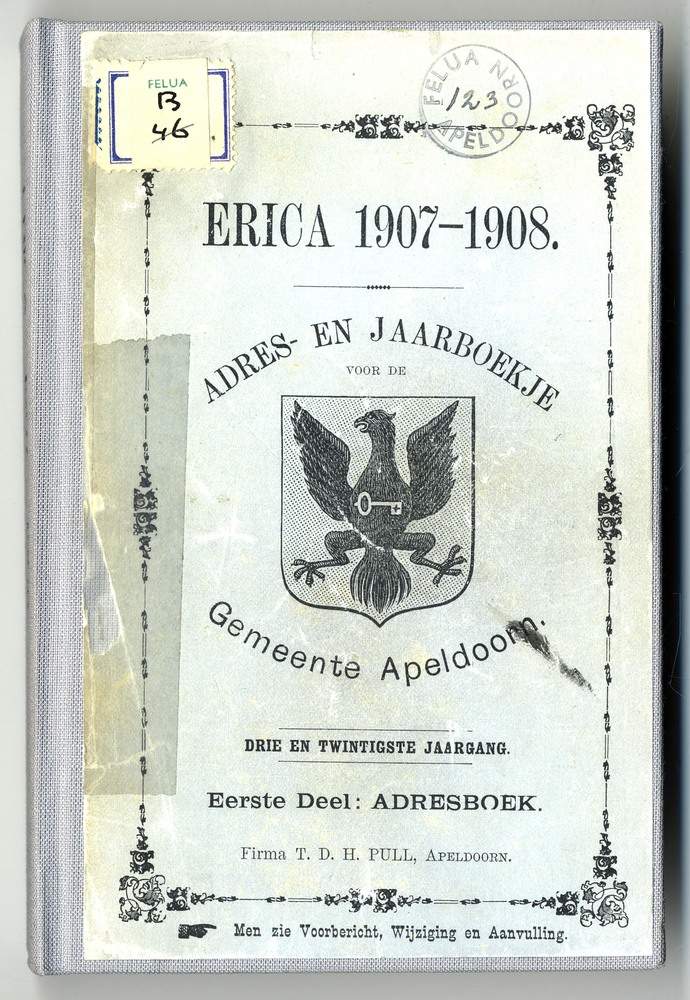 FELUA
B
46
FELUA APELDOORN
123
ERICA 1907–1908.
ADRES- EN JAARBOEKJE
VOOR DE
Gemeente Apeldoorn.
DRIE EN TWINTIGSTE JAARGANG.
Eerste Deel: ADRESBOEK.
Firma T. D. H. PULL, APELDOORN.
Men zie Voorbericht, Wijziging en Aanvulling.